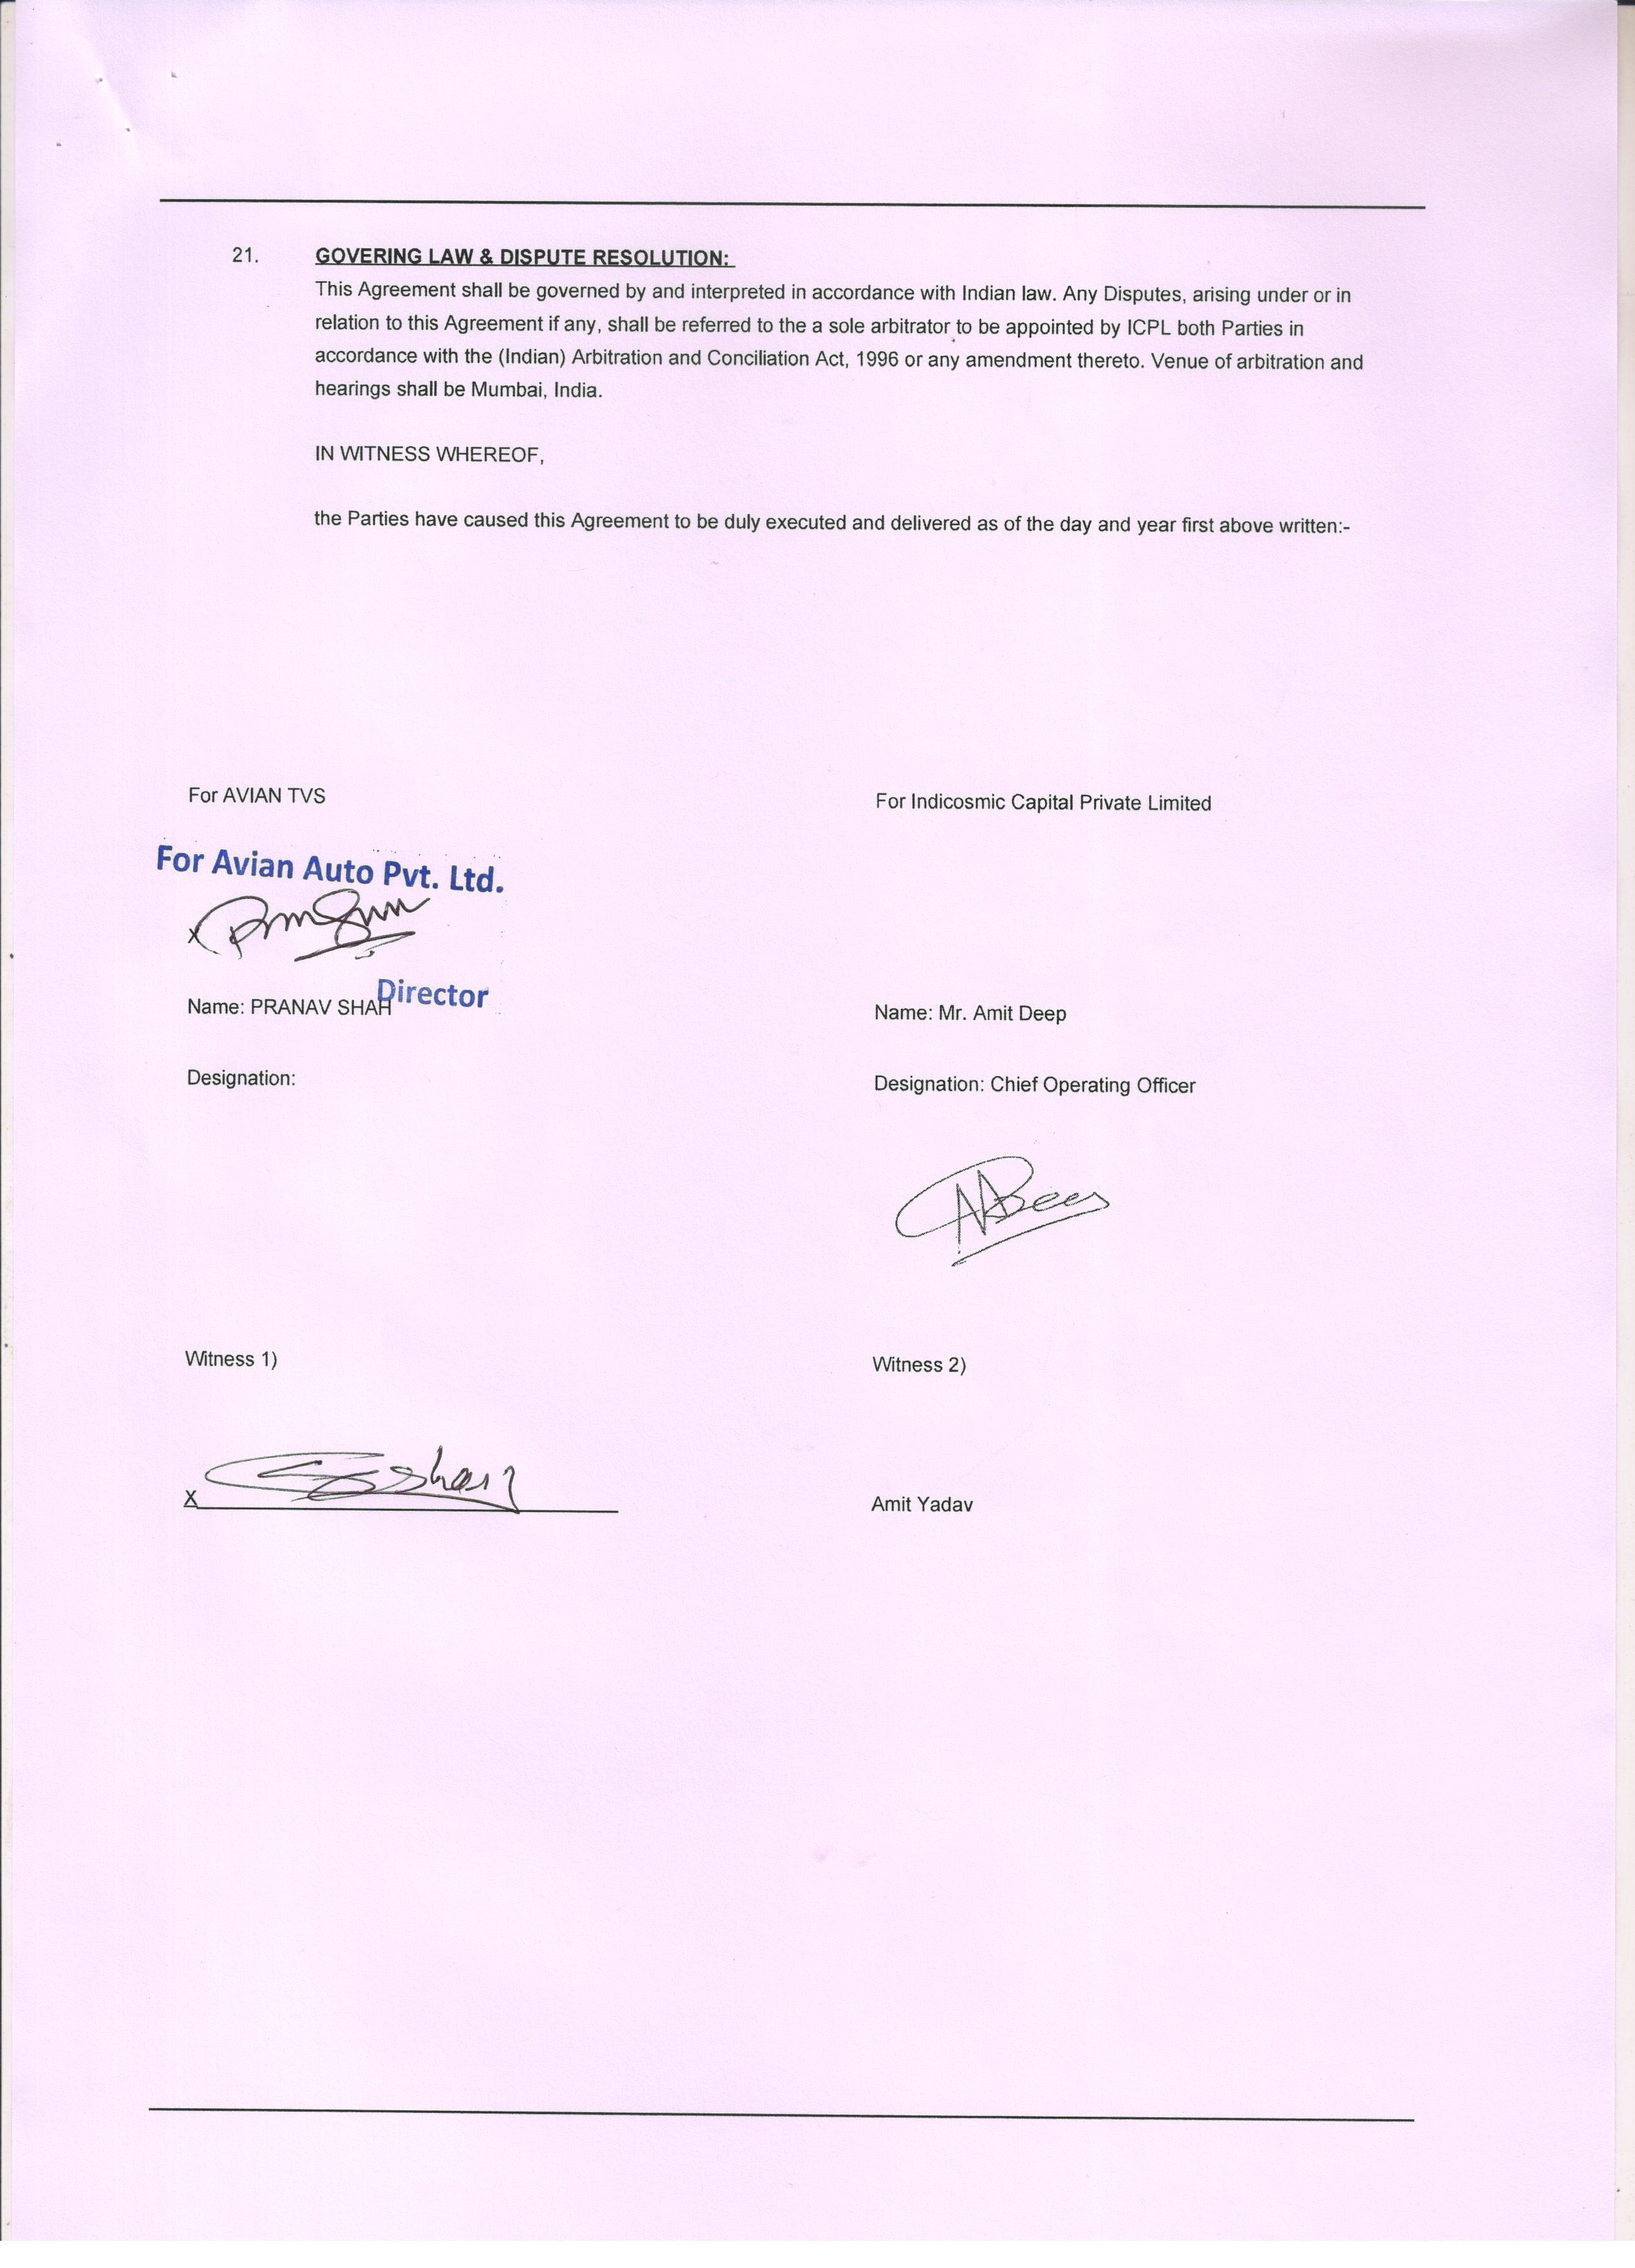 21. GOVERING LAW & DISPUTE RESOLUTION:
This Agreement shall be governed by and interpreted in accordance with Indian law. Any Disputes, arising under or in
relation to this Agreement if any, shall be referred to the a sole arbitrator to be appointed by ICPL both Parties in
accordance with the (Indian) Arbitration and Conciliation Act, 1996 or any amendment thereto. Venue of arbitration and
hearings shall be Mumbai, India.
IN WITNESS WHEREOF,
the Parties have caused this Agreement to be duly executed and delivered as of the day and year first above written:-
For AVIAN TVS
For Indicosmic Capital Private Limited
For Avian Auto Pvt. Ltd.
x
Director
Name: PRANAV SHAH
Name: Mr. Amit Deep
Designation:
Designation: Chief Operating Officer
Witness 1)
Witness 2)
X
Amit Yadav